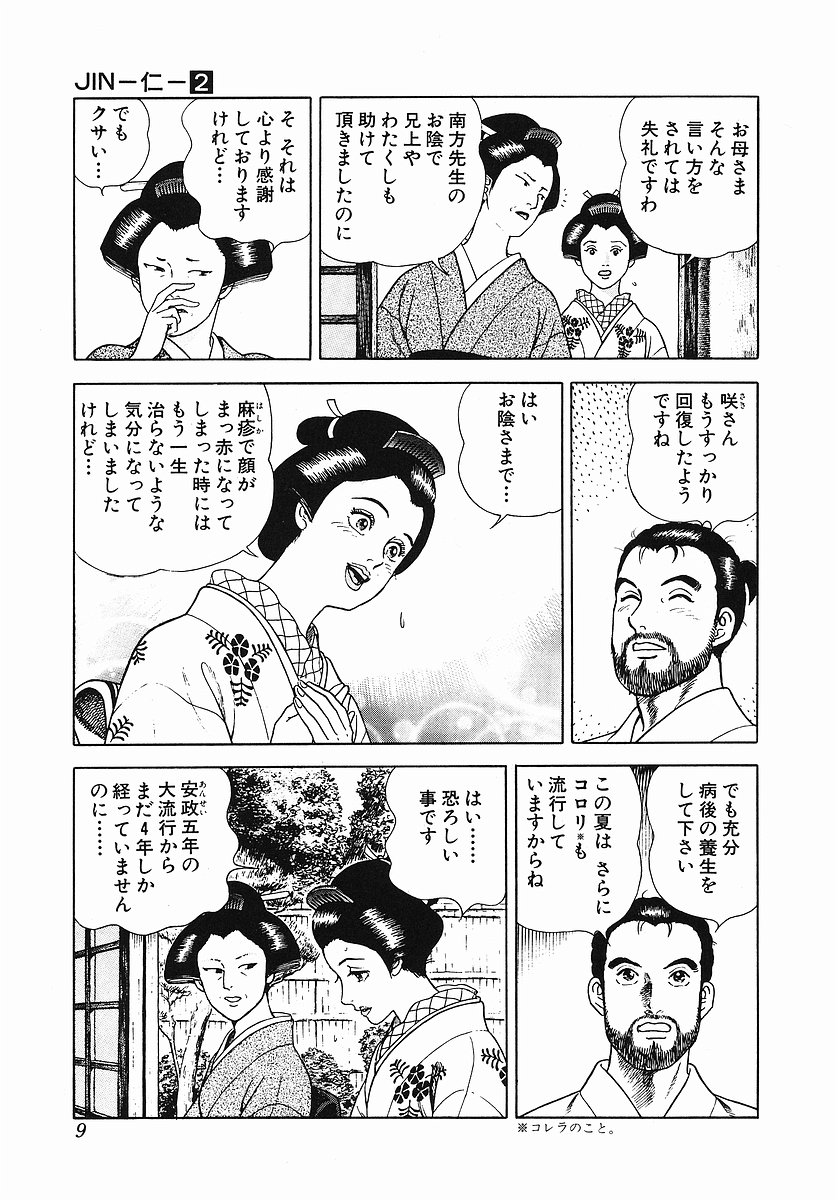 JIN－仁－2
お母さま
そんな
言い方を
されては
失礼ですわ
南方先生の
お陰で
兄上や
わたくしも
助けて
頂きましたのに
そ それは
心より感謝
しております
けれど…
でも
クサい…
咲さん
ささ
もうすっかり
回復したよう
ですね
はい
お陰さまで…
麻疹で顔が
はしか
まっ赤になって
しまった時には
もう一生
治らないような
気分になって
しまいました
けれど…
でも充分
病後の養生を
して下さい
この夏は さらに
コロリ※も
流行して
いますからね
はい……
恐ろしい
事です
安政五年の
あんせい
大流行から
まだ4年しか
経っていません
のに……
※コレラのこと。
9